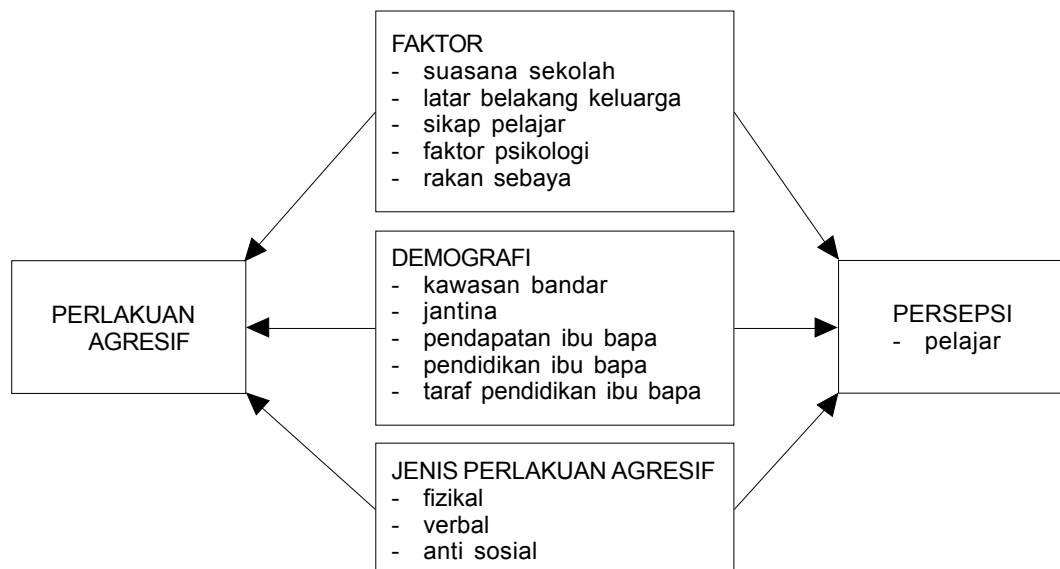 FAKTOR
- suasana sekolah
- latar belakang keluarga
- sikap pelajar
- faktor psikologi
- rakan sebaya
PERLAKUAN
AGRESIF
DEMOGRAFI
- kawasan bandar
- jantina
- pendapatan ibu bapa
- pendidikan ibu bapa
- taraf pendidikan ibu bapa
PERSEPSI
- pelajar
JENIS PERLAKUAN AGRESIF
- fizikal
- verbal
- anti sosial